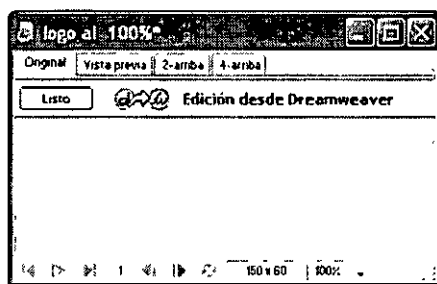 logo al 100%*
Original Vista previa 2-arriba 4-arriba
Listo Edición desde Dreamweaver
1 150 x 60 100%